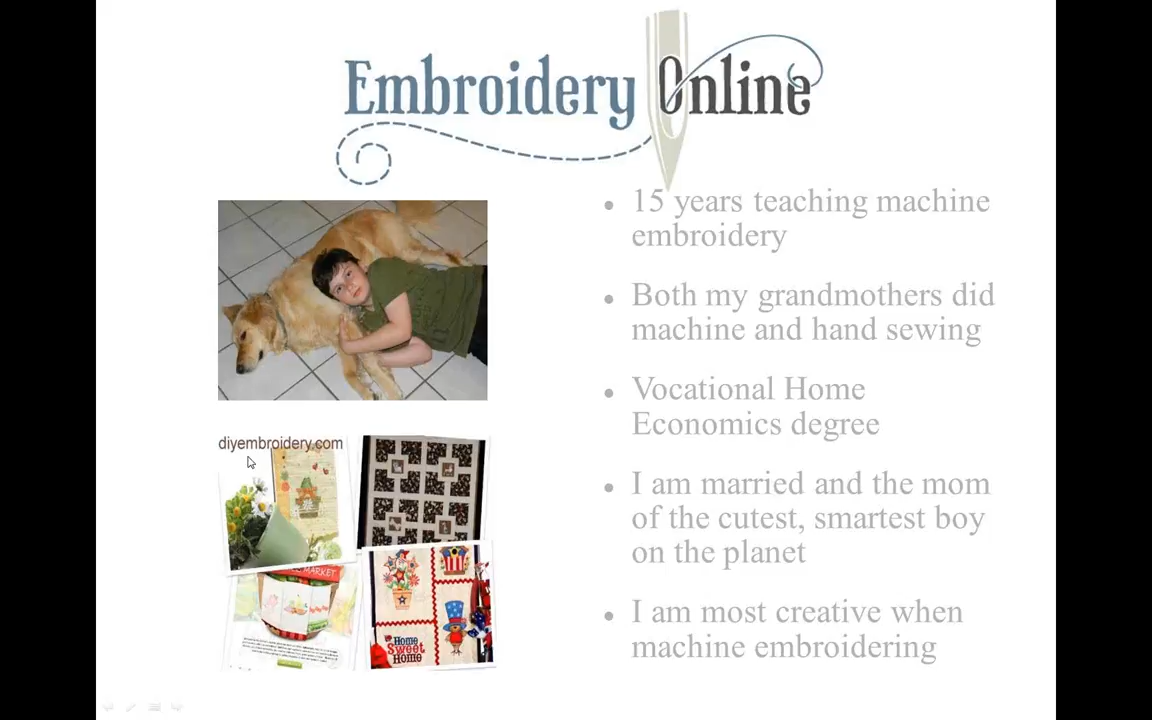 Embroidery Online
15 years teaching machine
embroidery
Both my grandmothers did
machine and hand sewing
Vocational Home
Economics degree
I am married and the mom
of the cutest, smartest boy
on the planet
I am most creative when
machine embroidering
diyembroidery.com
MARKET
Home
Sweet
Home